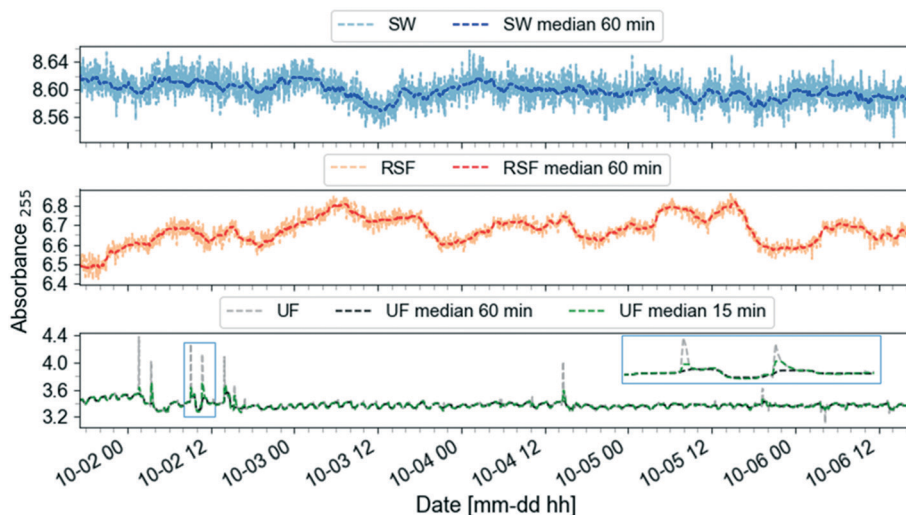 SW SW median 60 min
8.64
8.60
8.56
RSF RSF median 60 min
6.8
6.7
6.6
6.5
6.4
Absorbance 255
UF UF median 60 min UF median 15 min
4.4
4.0
3.6
3.2
10-02 00 10-02 12 10-03 00 10-03 12 10-04 00 10-04 12 10-05 00 10-05 12 10-06 00 10-06 12
Date [mm-dd hh]